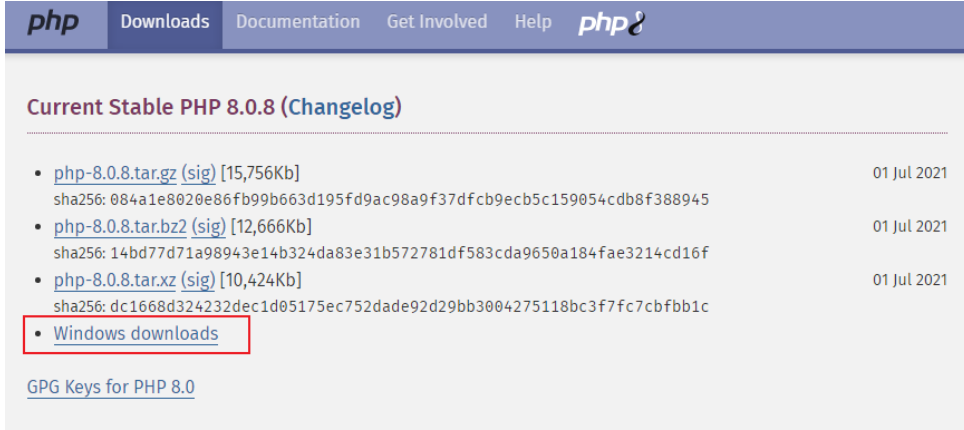 php Downloads Documentation Get Involved Help php8
Current Stable PHP 8.0.8 (Changelog)
• php-8.0.8.tar.gz (sig) [15,756Kb] 01 Jul 2021
sha256: 084a1e8020e86fb99b663d195fd9ac98a9f37dfcb9ecb5c159054cdb8f388945
• php-8.0.8.tar.bz2 (sig) [12,666Kb] 01 Jul 2021
sha256: 14bd77d71a98943e14b324da83e31b572781df583cda9650a184fae3214cd16f
• php-8.0.8.tar.xz (sig) [10,424Kb] 01 Jul 2021
sha256: dc1668d324232dec1d05175ec752dade92d29bb3004275118bc3f7fc7cbfbb1c
• Windows downloads
GPG Keys for PHP 8.0